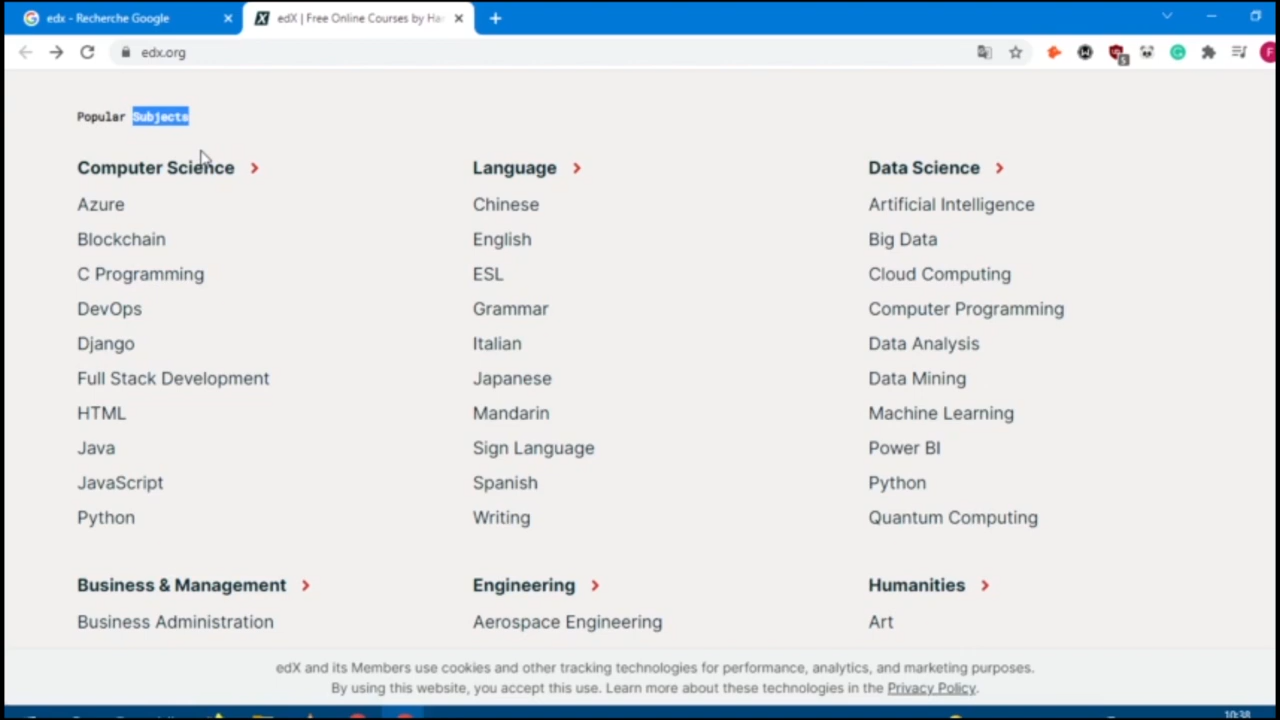 edx - Recherche Google
edX | Free Online Courses by Har
edx.org
5
F
Popular Subjects
Computer Science
Azure
Blockchain
C Programming
DevOps
Django
Full Stack Development
HTML
Java
JavaScript
Python
Language
Chinese
English
ESL
Grammar
Italian
Japanese
Mandarin
Sign Language
Spanish
Writing
Data Science
Artificial Intelligence
Big Data
Cloud Computing
Computer Programming
Data Analysis
Data Mining
Machine Learning
Power BI
Python
Quantum Computing
Business & Management
Business Administration
Engineering
Aerospace Engineering
Humanities
Art
edX and its Members use cookies and other tracking technologies for performance, analytics, and marketing purposes.
By using this website, you accept this use. Learn more about these technologies in the Privacy Policy.
10:38